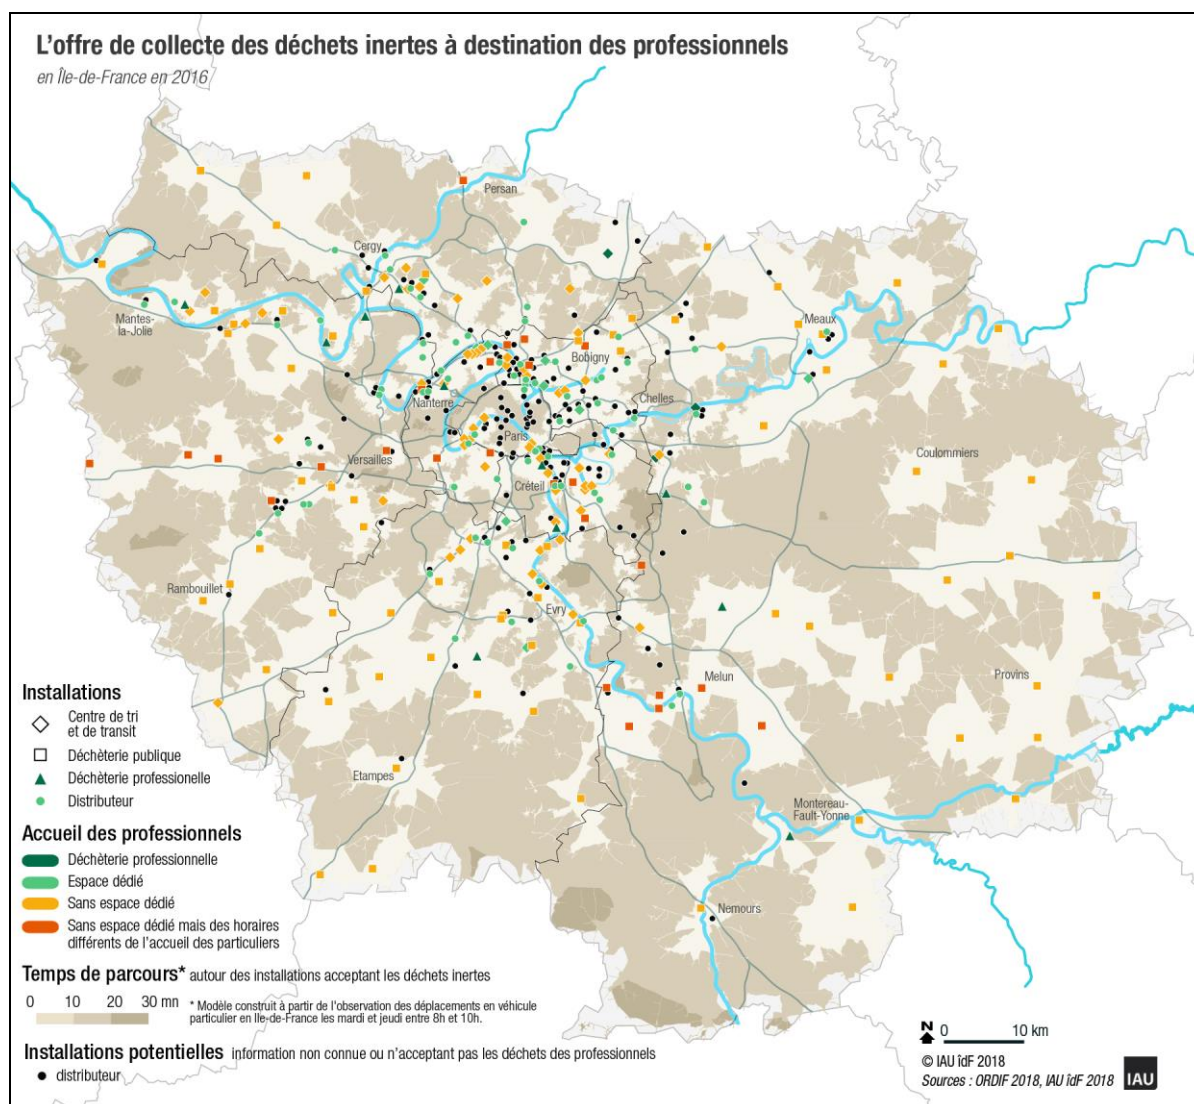 L'offre de collecte des déchets inertes à destination des professionnels
en Île-de-France en 2016
Persan
Cergy
Mantes-
la-Jolie
Meaux
Bobigny
Nanterre
Chelles
Paris
Versailles
Coulommiers
Créteil
Rambouillet
Evry
Melun
Provins
Etampes
Montereau-
Fault-Yonne
Nemours
Installations
Centre de tri
et de transit
Déchèterie publique
Déchèterie professionelle
Distributeur
Accueil des professionnels
Déchèterie professionnelle
Espace dédié
Sans espace dédié
Sans espace dédié mais des horaires
différents de l'accueil des particuliers
Temps de parcours* autour des installations acceptant les déchets inertes
0 10 20 30 mn
* Modèle construit à partir de l'observation des déplacements en véhicule
particulier en Ile-de-France les mardi et jeudi entre 8h et 10h.
Installations potentielles information non connue ou n'acceptant pas les déchets des professionnels
distributeur
N 0 10 km
© IAU îdF 2018
Sources : ORDIF 2018, IAU îdF 2018
IAU